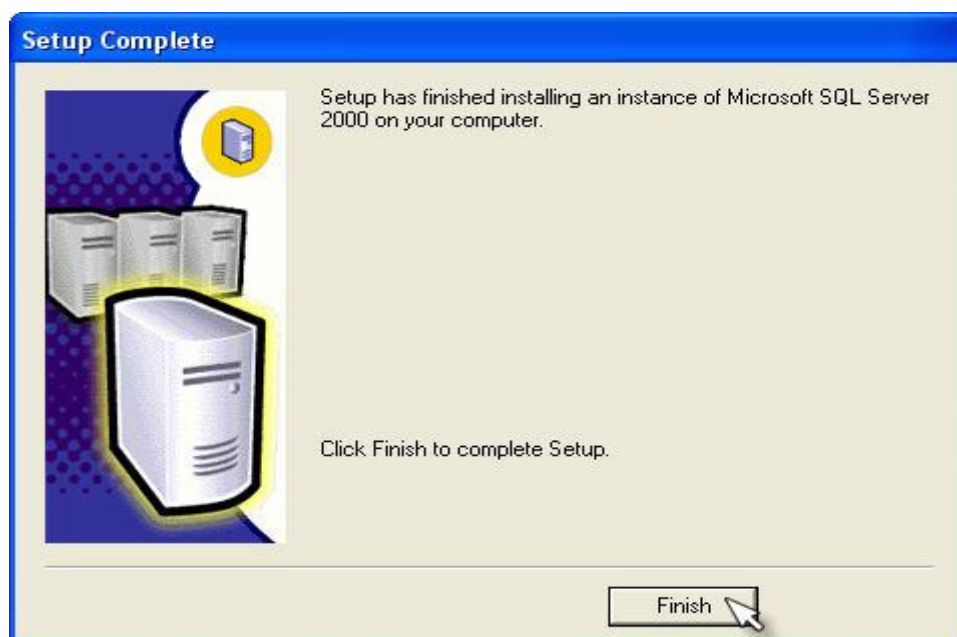 Setup Complete
Setup has finished installing an instance of Microsoft SQL Server
2000 on your computer.
Click Finish to complete Setup.
Finish